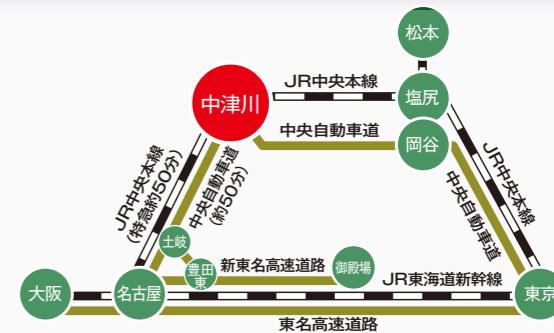 松本
JR中央本線
中津川
塩尻
中央自動車道
岡谷
JR中央本線
(特急約50分)
中央自動車道
(約50分)
JR中央本線
中央自動車道
土岐
豊田
東
新東名高速道路
御殿場
JR東海道新幹線
大阪
名古屋
東京
東名高速道路